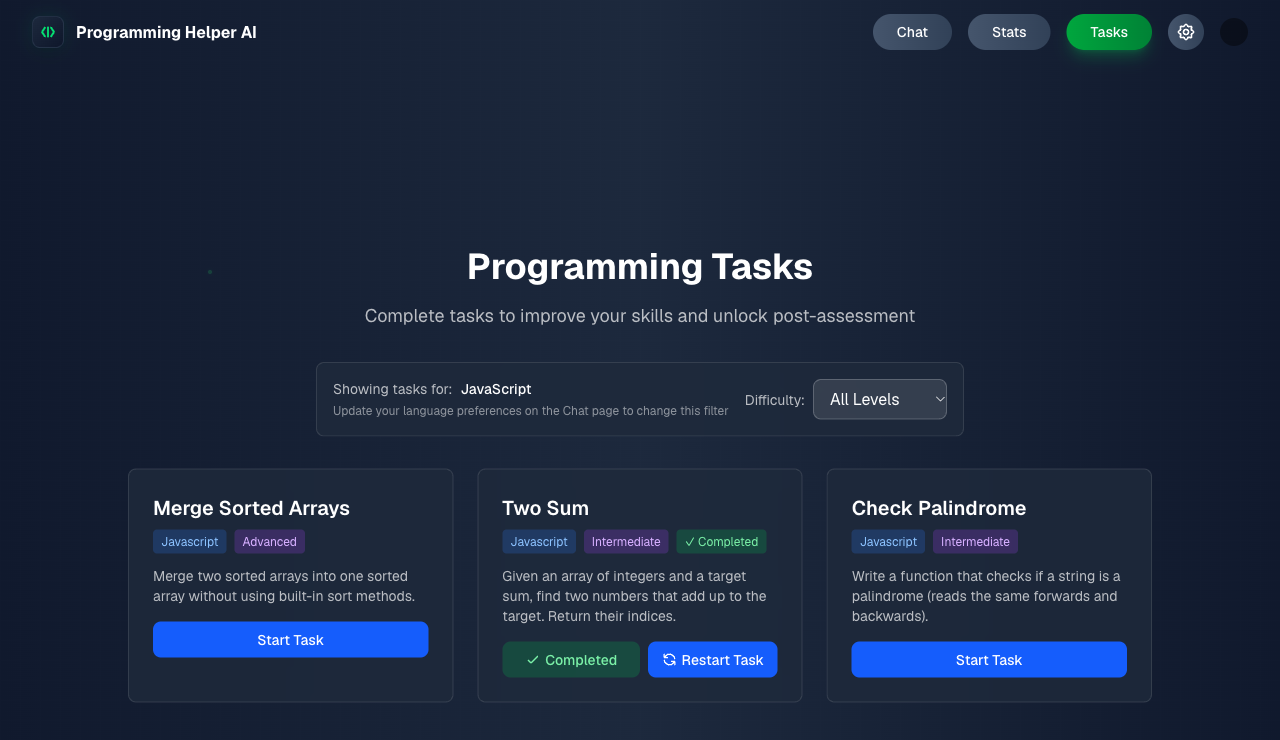 Programming Helper AI
Chat
Stats
Tasks
Programming Tasks
Complete tasks to improve your skills and unlock post-assessment
Showing tasks for: JavaScript
Update your language preferences on the Chat page to change this filter
Difficulty:
All Levels
Merge Sorted Arrays
Javascript
Advanced
Merge two sorted arrays into one sorted
array without using built-in sort methods.
Start Task
Two Sum
Javascript
Intermediate
✓ Completed
Given an array of integers and a target
sum, find two numbers that add up to the
target. Return their indices.
Completed
Restart Task
Check Palindrome
Javascript
Intermediate
Write a function that checks if a string is a
palindrome (reads the same forwards and
backwards).
Start Task